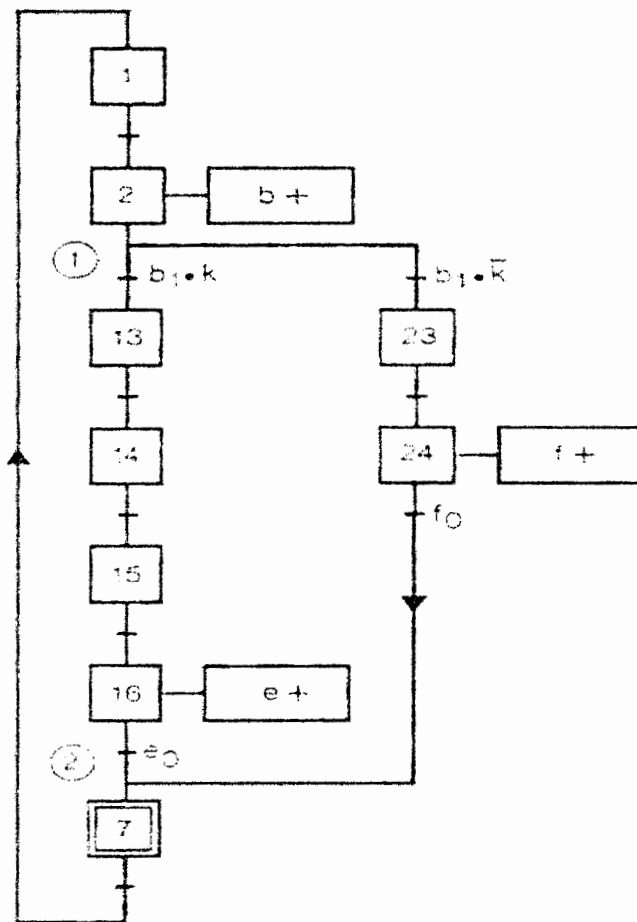 1
2 b +
① b₁•k b₁•k̅
13 23
14 24 f +
f₀
15
16 e +
② e₀
7